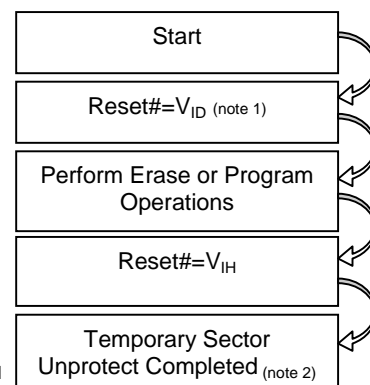 Start
Reset#=VID (note 1)
Perform Erase or Program
Operations
Reset#=VIH
Temporary Sector
Unprotect Completed (note 2)